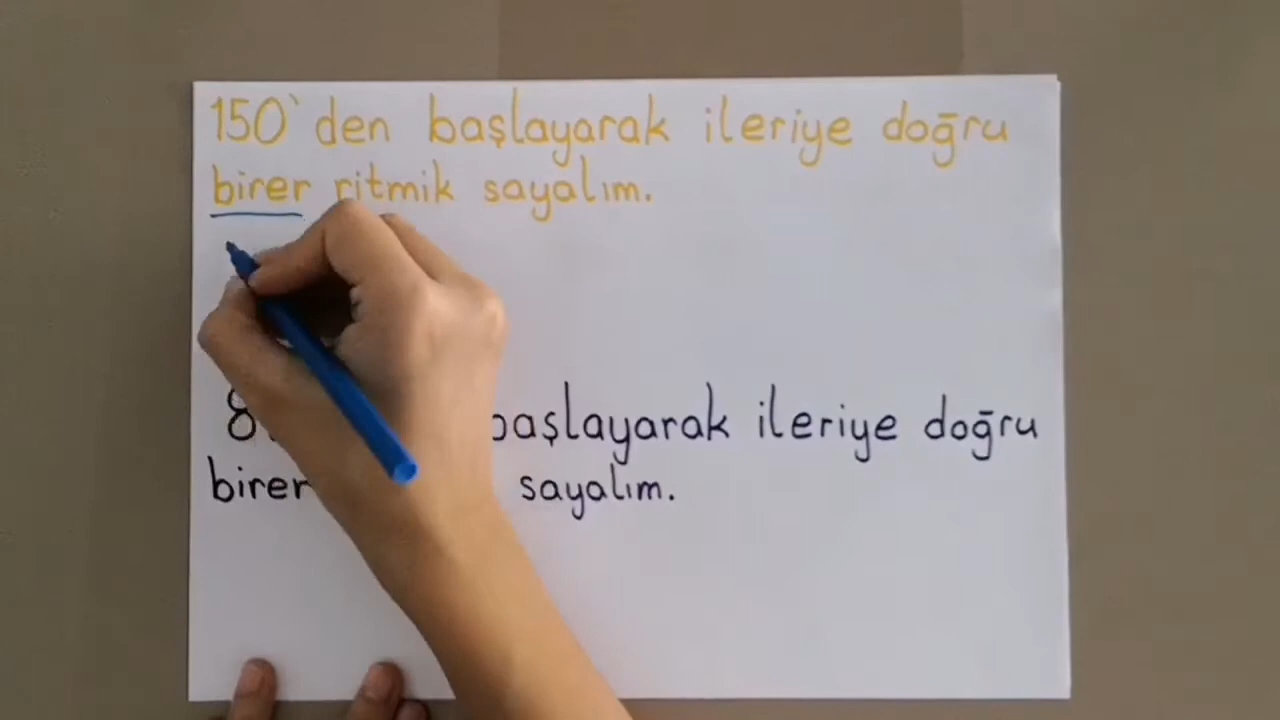 150'den başlayarak ileriye doğru
birer ritmik sayalım.
başlayarak ileriye doğru
birer sayalım.